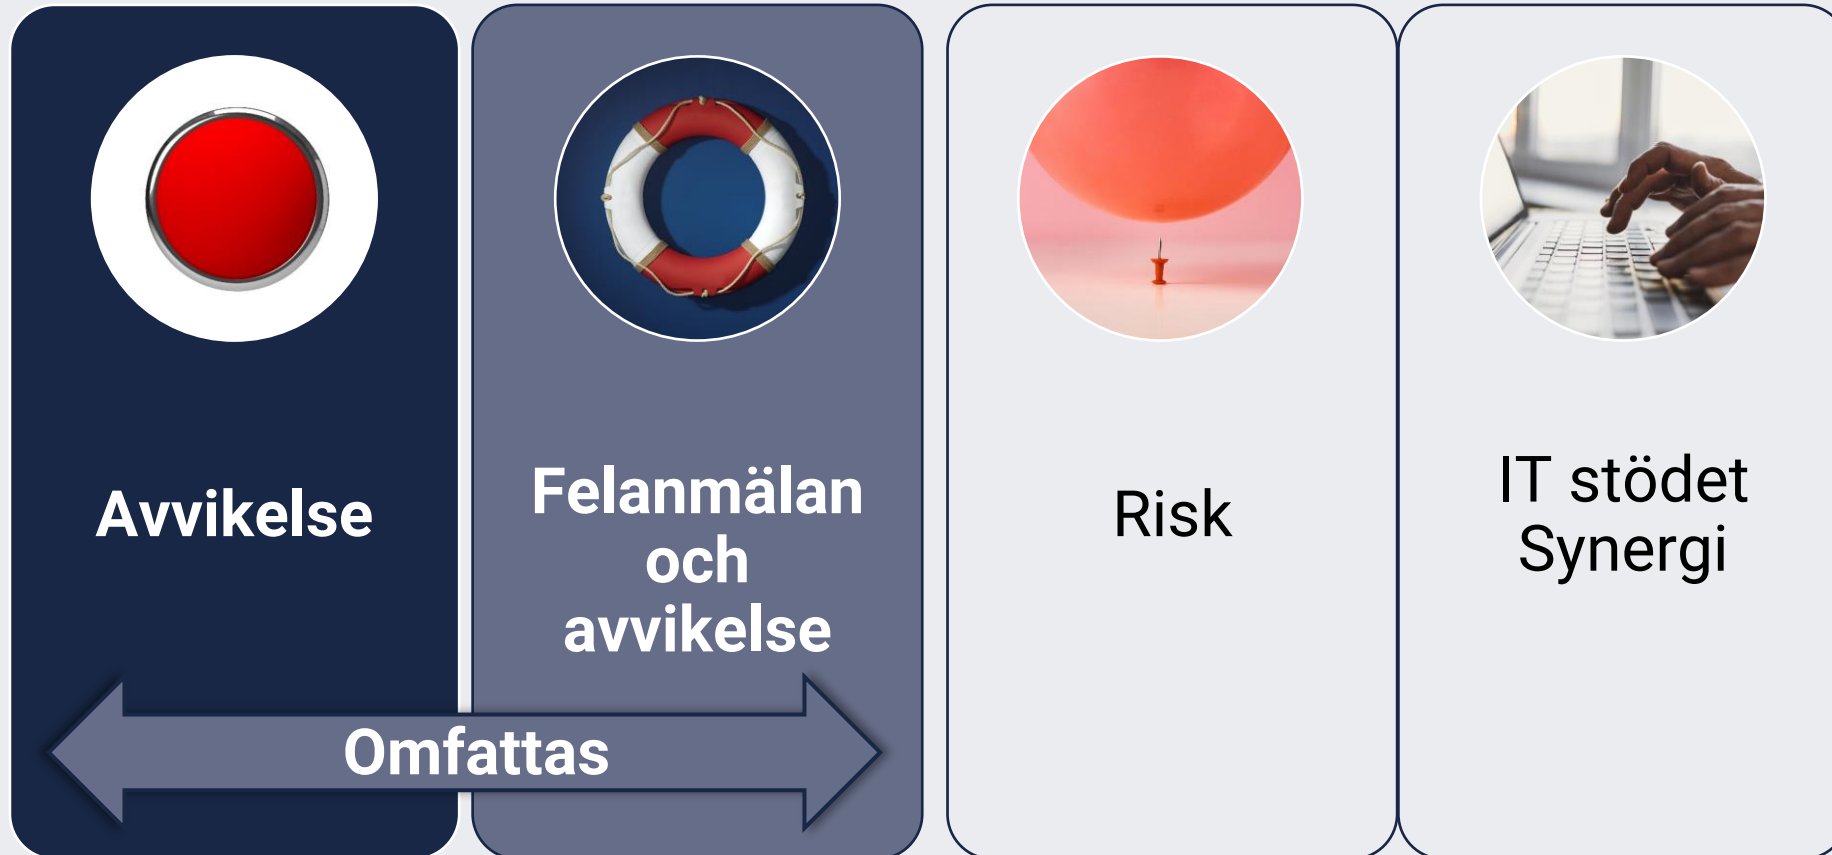 Avvikelse
Felanmälan
och
avvikelse
Risk
IT stödet
Synergi
Omfattas